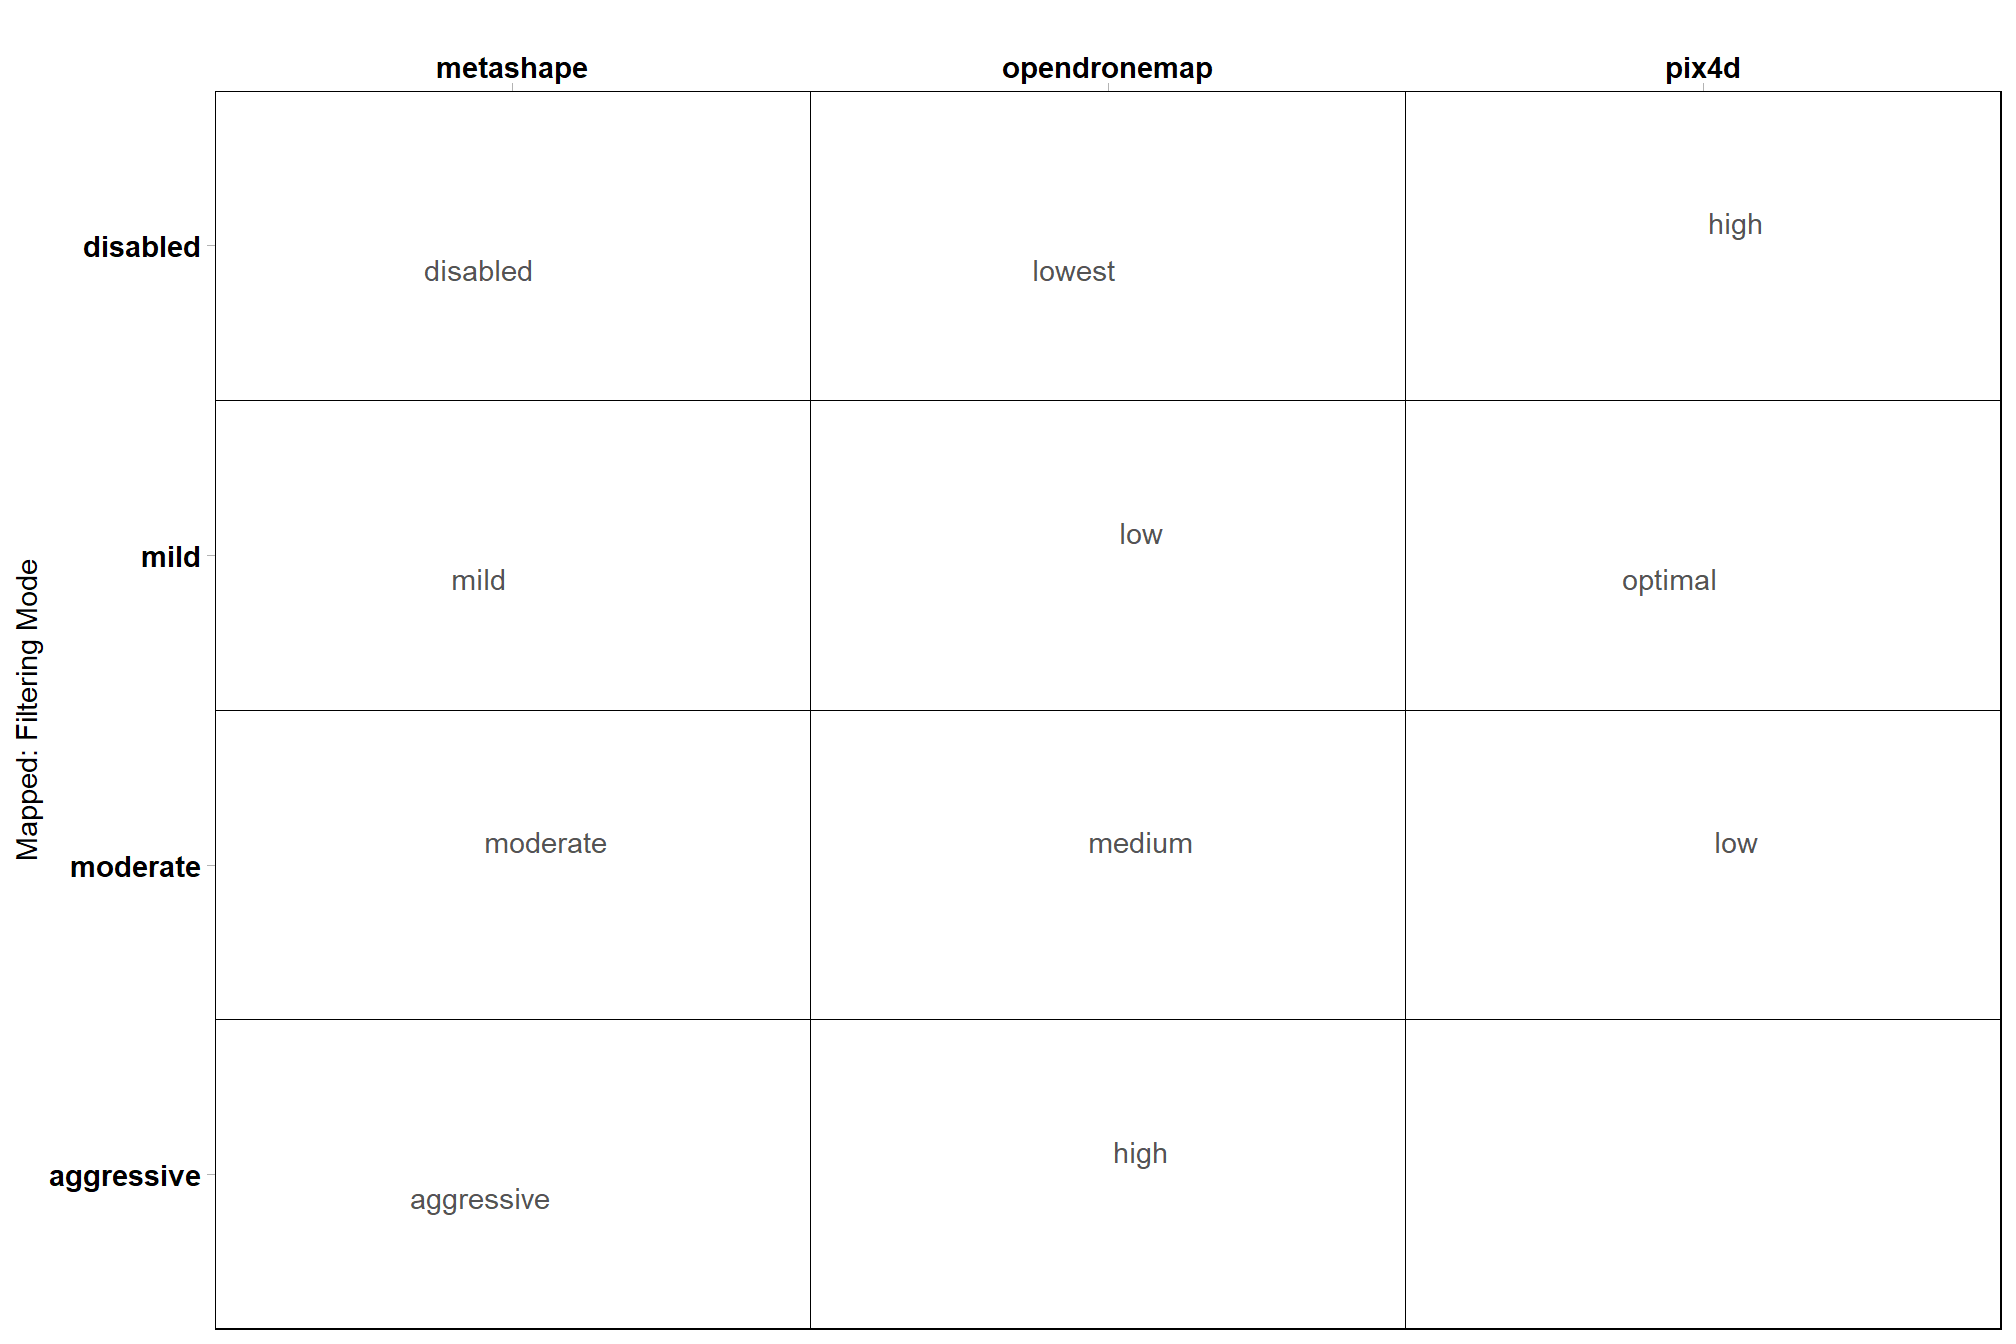 metashape opendronemap pix4d
Mapped: Filtering Mode
disabled disabled lowest high
mild mild low optimal
moderate moderate medium low
aggressive aggressive high